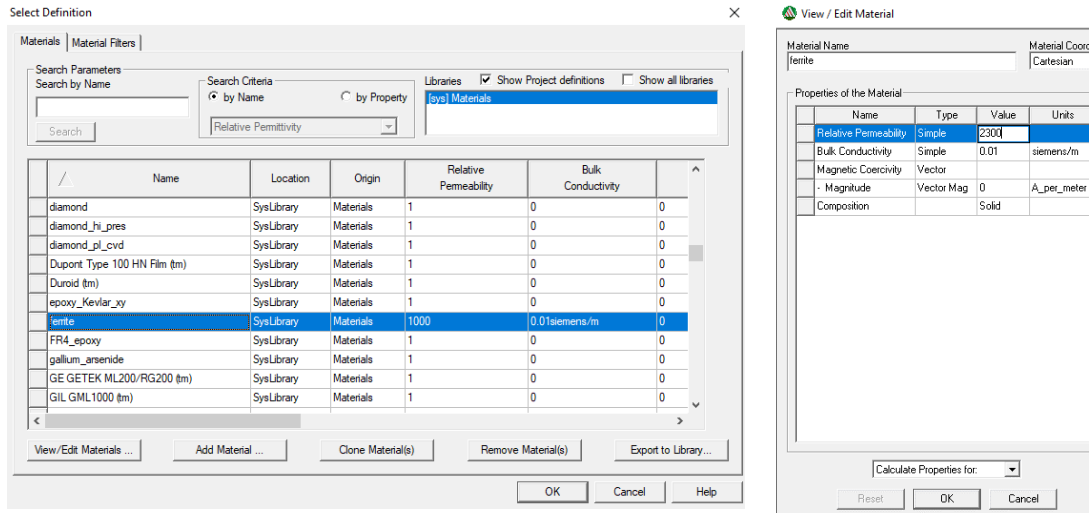 Select Definition
Materials Material Filters
Search Parameters
Search by Name
Search
Search Criteria
by Name by Property
Relative Permittivity
Libraries Show Project definitions Show all libraries
[sys] Materials
/ Name Location Origin Relative Permeability Bulk Conductivity
diamond SysLibrary Materials 1 0 0
diamond_hi_pres SysLibrary Materials 1 0 0
diamond_pl_cvd SysLibrary Materials 1 0 0
Dupont Type 100 HN Film (tm) SysLibrary Materials 1 0 0
Duroid (tm) SysLibrary Materials 1 0 0
epoxy_Kevlar_xy SysLibrary Materials 1 0 0
ferrite SysLibrary Materials 1000 0.01siemens/m 0
FR4_epoxy SysLibrary Materials 1 0 0
gallium_arsenide SysLibrary Materials 1 0 0
GE GETEK ML200/RG200 (tm) SysLibrary Materials 1 0 0
GIL GML1000 (tm) SysLibrary Materials 1 0 0
View/Edit Materials ... Add Material ... Clone Material(s) Remove Material(s) Export to Library...
OK Cancel Help
View / Edit Material
Material Name Material Coord
ferrite Cartesian
Properties of the Material
Name Type Value Units
Relative Permeability Simple 2300
Bulk Conductivity Simple 0.01 siemens/m
Magnetic Coercivity Vector
- Magnitude Vector Mag 0 A_per_meter
Composition Solid
Calculate Properties for:
Reset OK Cancel